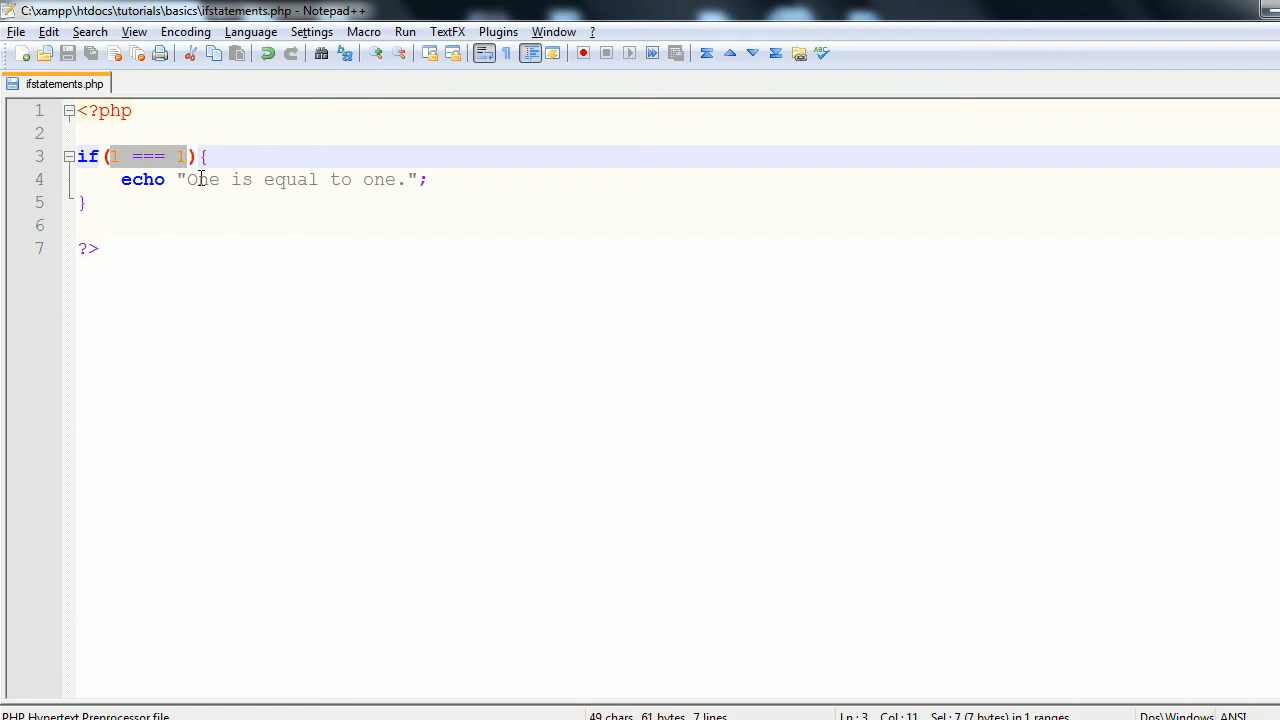 C:\xampp\htdocs\tutorials\basics\ifstatements.php - Notepad++
File Edit Search View Encoding Language Settings Macro Run TextFX Plugins Window ?
ifstatements.php
1 <?php
2
3 if(1 === 1){
4 echo "One is equal to one.";
5 }
6
7 ?>
PHP Hypertext Preprocessor file 49 chars 61 bytes 7 lines Ln : 3 Col : 11 Sel : 7 (7 bytes) in 1 ranges Dos\Windows ANSI